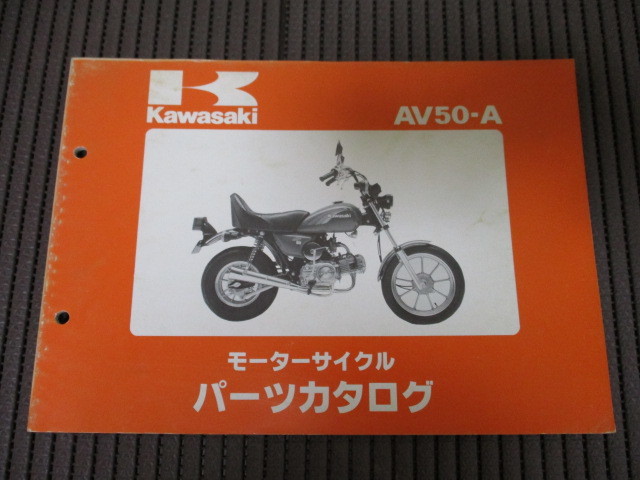 Kawasaki
AV50-A
モーターサイクル
パーツカタログ